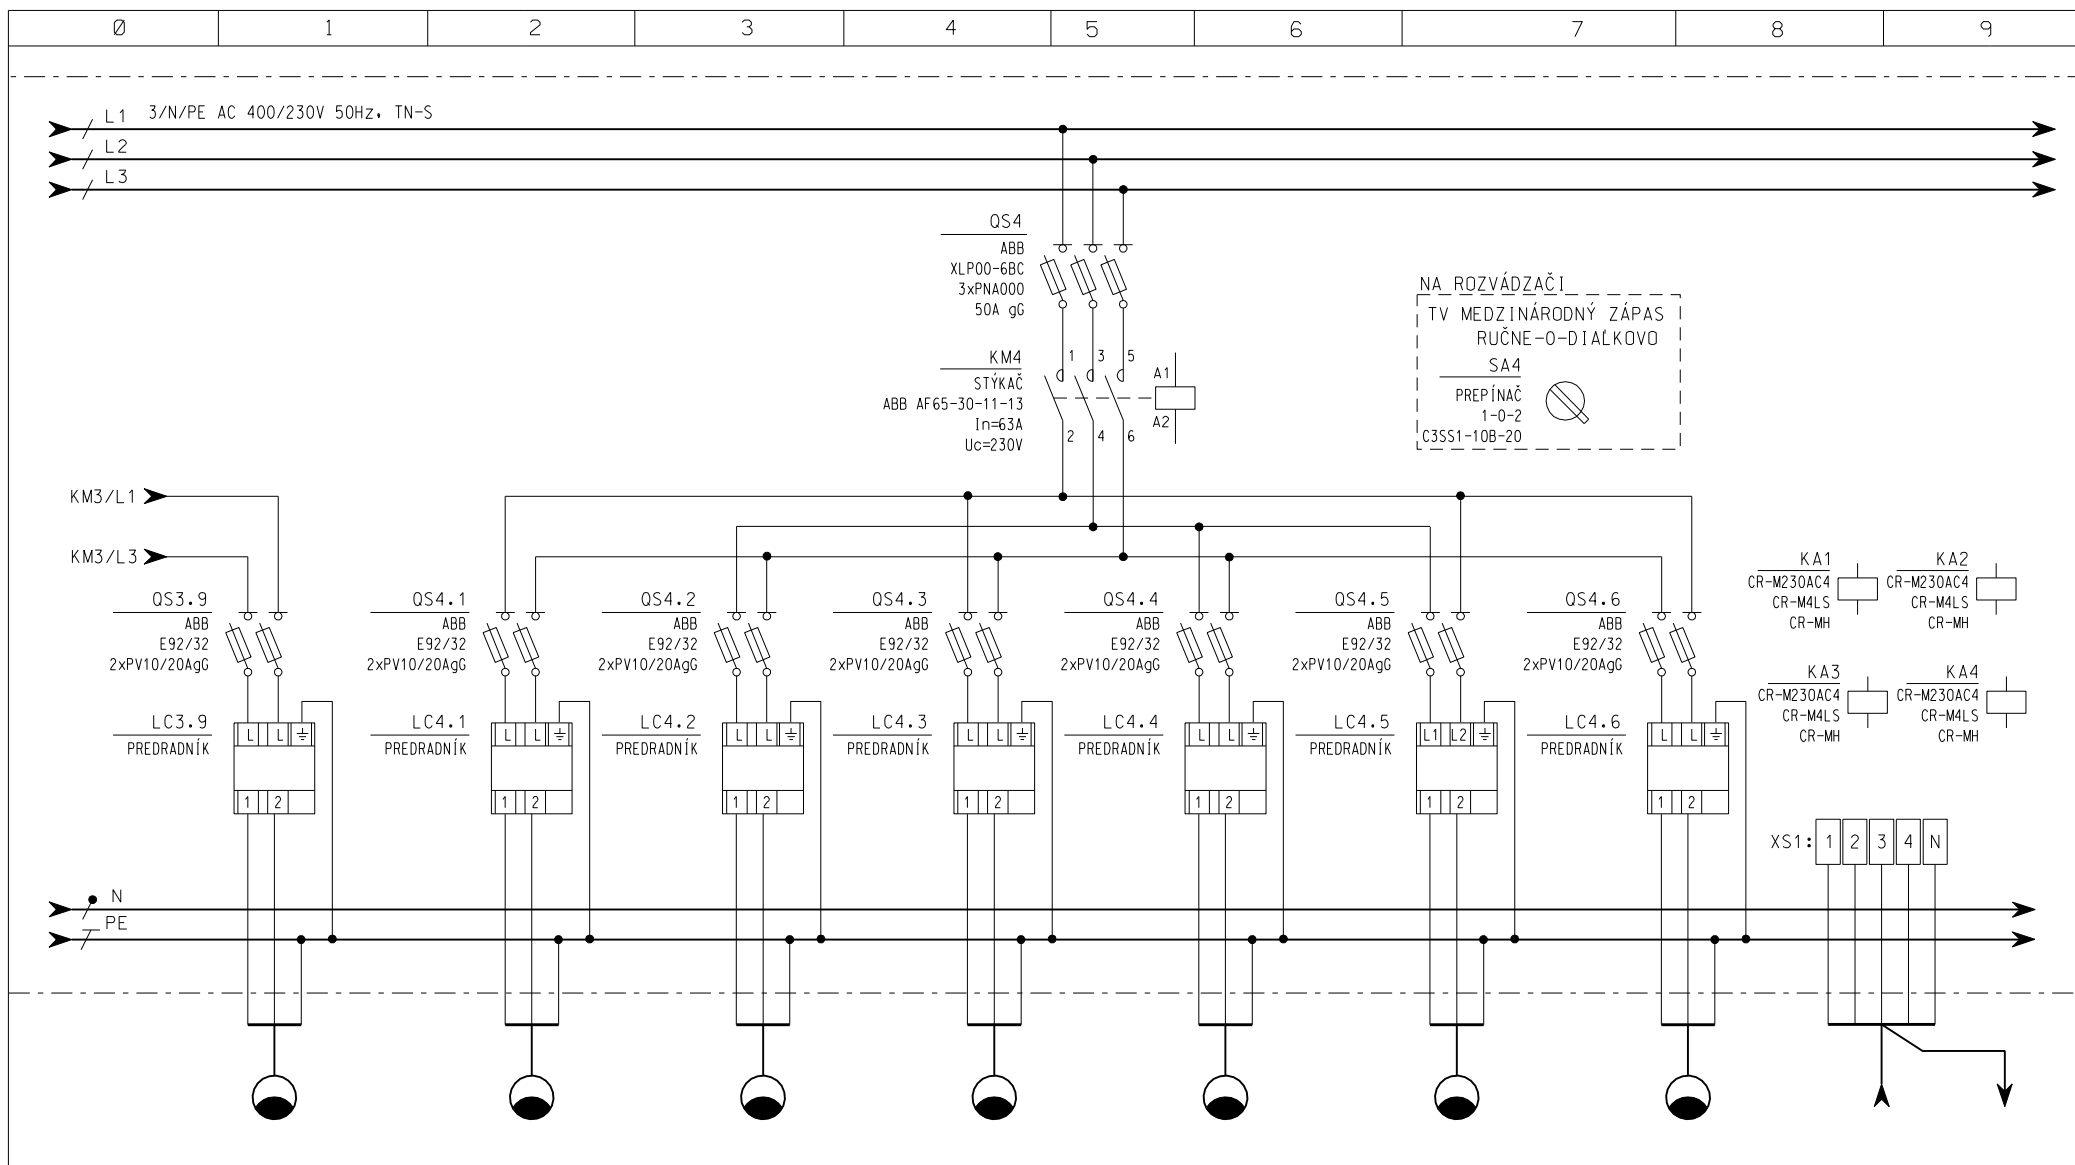 Ø 1 2 3 4 5 6 7 8 9
L1 3/N/PE AC 400/230V 50Hz, TN-S
L2
L3
QS4
ABB
XLP00-6BC
3xPNA000
50A gG
NA ROZVÁDZAČI
TV MEDZINÁRODNÝ ZÁPAS
RUČNE-O-DIAĽKOVO
SA4
PREPÍNAČ
1-0-2
C3SS1-10B-20
KM4
STÝKAČ
ABB AF65-30-11-13
In=63A
Uc=230V
1 3 5
2 4 6
A1
A2
KM3/L1
KM3/L3
QS3.9
ABB
E92/32
2xPV10/20AgG
QS4.1
ABB
E92/32
2xPV10/20AgG
QS4.2
ABB
E92/32
2xPV10/20AgG
QS4.3
ABB
E92/32
2xPV10/20AgG
QS4.4
ABB
E92/32
2xPV10/20AgG
QS4.5
ABB
E92/32
2xPV10/20AgG
QS4.6
ABB
E92/32
2xPV10/20AgG
KA1
CR-M230AC4
CR-M4LS
CR-MH
KA2
CR-M230AC4
CR-M4LS
CR-MH
KA3
CR-M230AC4
CR-M4LS
CR-MH
KA4
CR-M230AC4
CR-M4LS
CR-MH
LC3.9
PREDRADNÍK
L L
1 2
LC4.1
PREDRADNÍK
L L
1 2
LC4.2
PREDRADNÍK
L L
1 2
LC4.3
PREDRADNÍK
L L
1 2
LC4.4
PREDRADNÍK
L L
1 2
LC4.5
PREDRADNÍK
L1 L2
1 2
LC4.6
PREDRADNÍK
L L
1 2
XS1: 1 2 3 4 N
N
PE